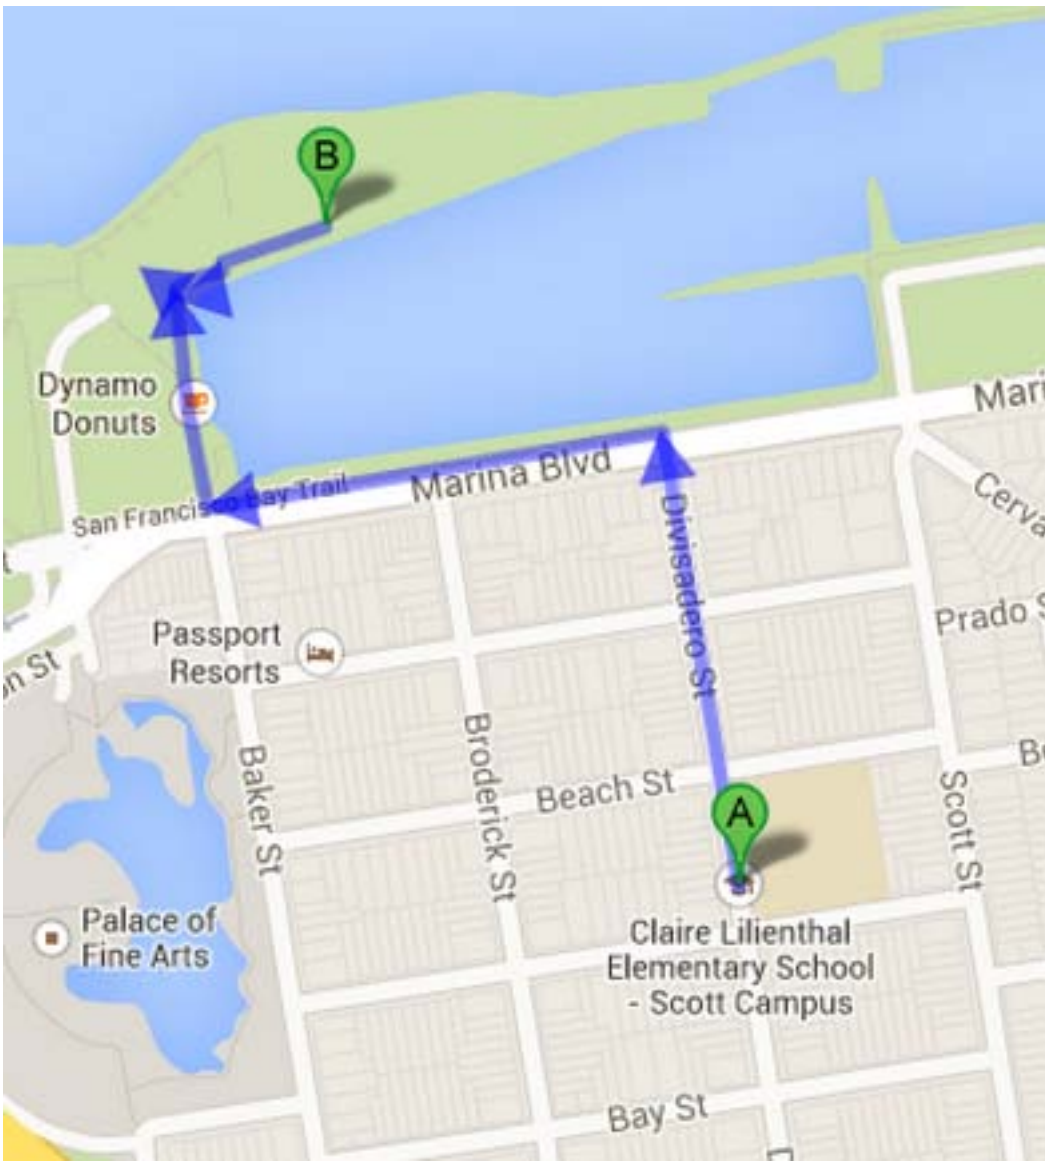 B
Dynamo
Donuts
Mari
San Francisco Bay Trail
Marina Blvd
Cerva
Divisadero St
Prado S
Passport
Resorts
on St
Baker St
Broderick St
Beach St
Be
Scott St
A
Palace of
Fine Arts
Claire Lilienthal
Elementary School
- Scott Campus
Bay St
D